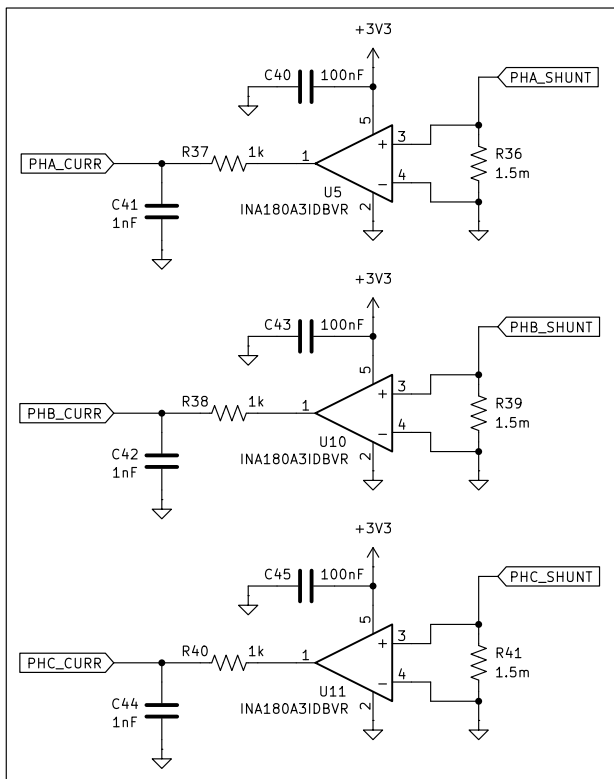 +3V3
C40 100nF
PHA_SHUNT
5
3
+
R37 1k
1
R36
1.5m
PHA_CURR
−
4
C41
1nF
U5
2
INA180A3IDBVR
+3V3
C43 100nF
PHB_SHUNT
5
3
+
R38 1k
1
R39
1.5m
PHB_CURR
−
4
C42
1nF
U10
2
INA180A3IDBVR
+3V3
C45 100nF
PHC_SHUNT
5
3
+
R40 1k
1
R41
1.5m
PHC_CURR
−
4
C44
1nF
U11
2
INA180A3IDBVR